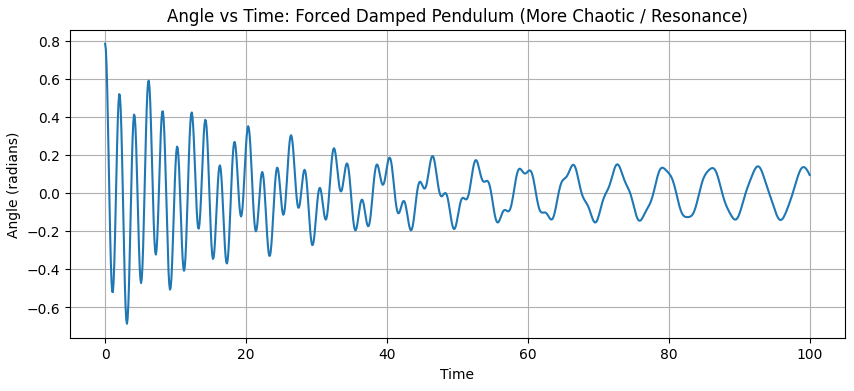 Angle vs Time: Forced Damped Pendulum (More Chaotic / Resonance)
Angle (radians)
0.8
0.6
0.4
0.2
0.0
−0.2
−0.4
−0.6
0 20 40 60 80 100
Time